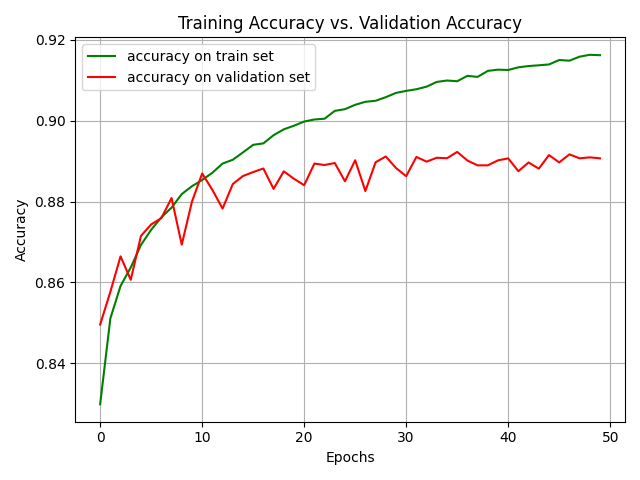 Training Accuracy vs. Validation Accuracy
accuracy on train set
accuracy on validation set
Accuracy
0.92
0.90
0.88
0.86
0.84
0 10 20 30 40 50
Epochs